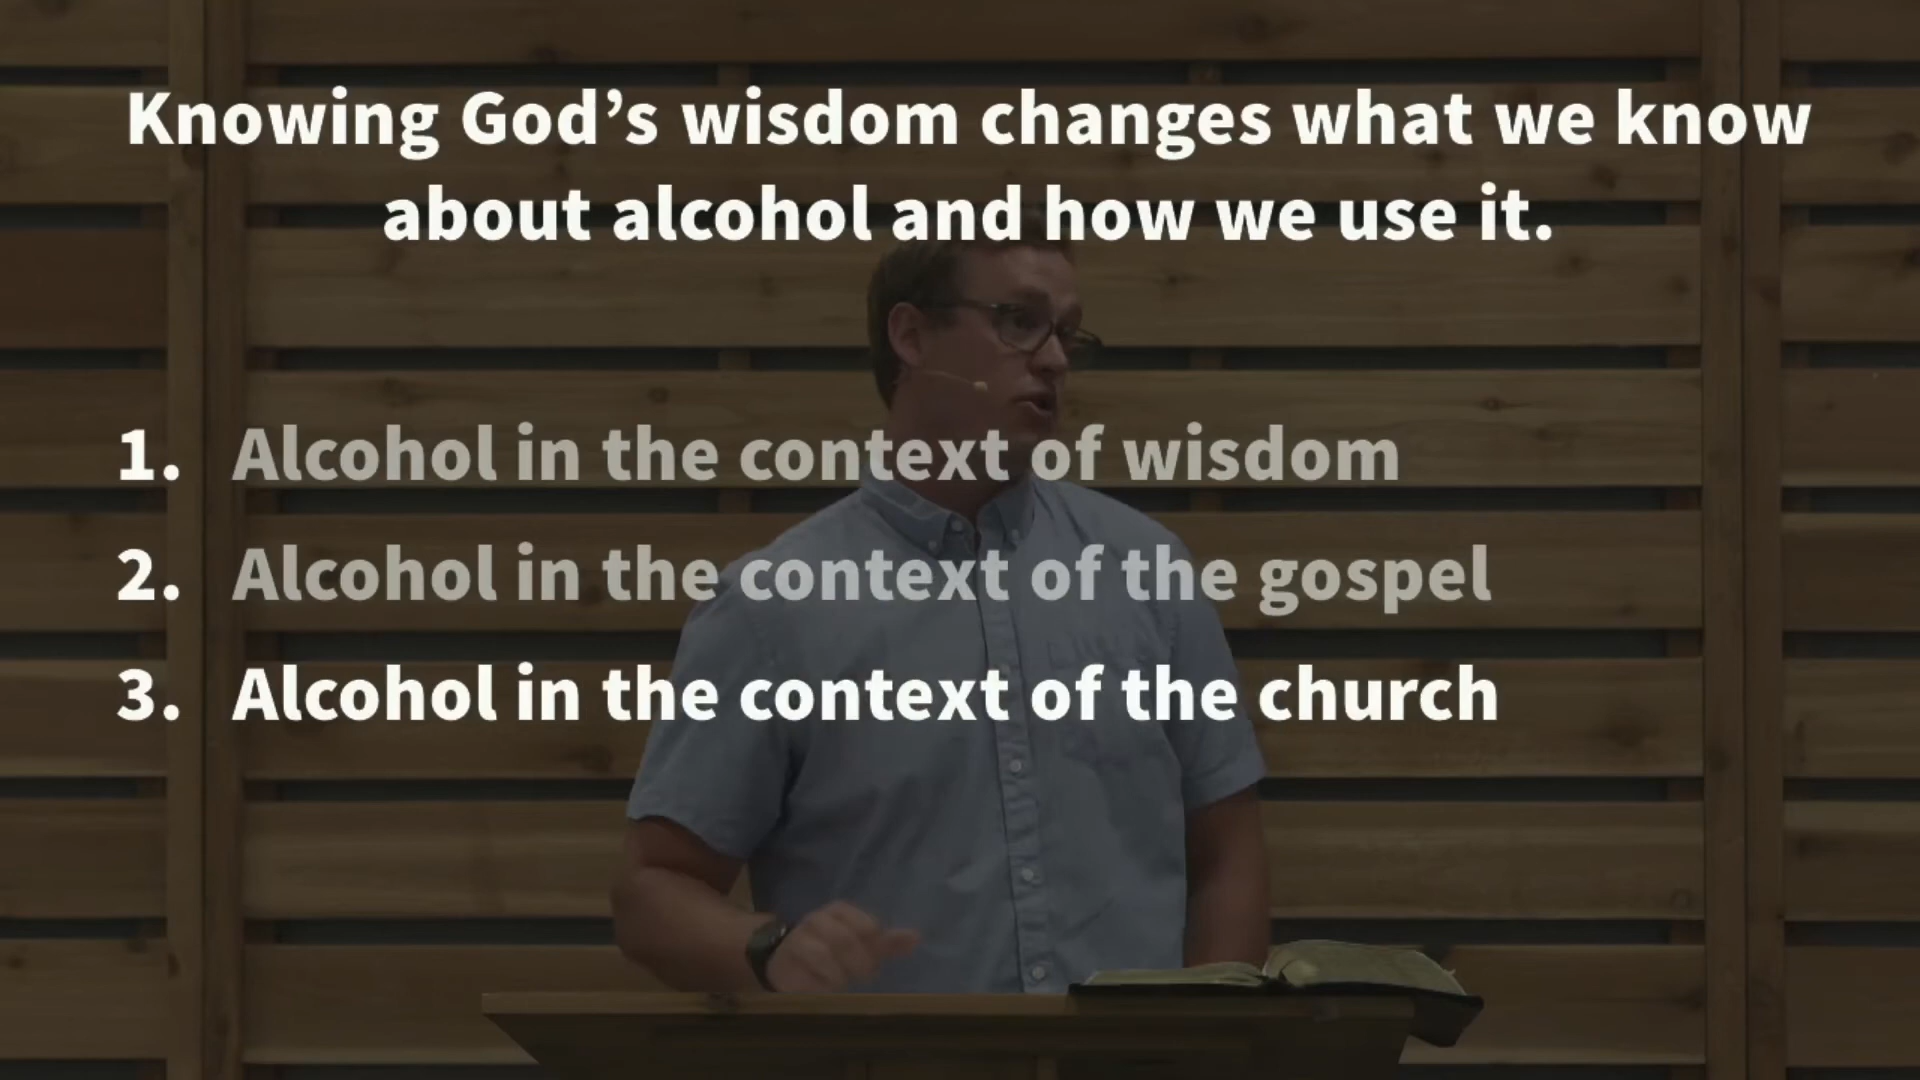 Knowing God’s wisdom changes what we know
about alcohol and how we use it.
1. Alcohol in the context of wisdom
2. Alcohol in the context of the gospel
3. Alcohol in the context of the church